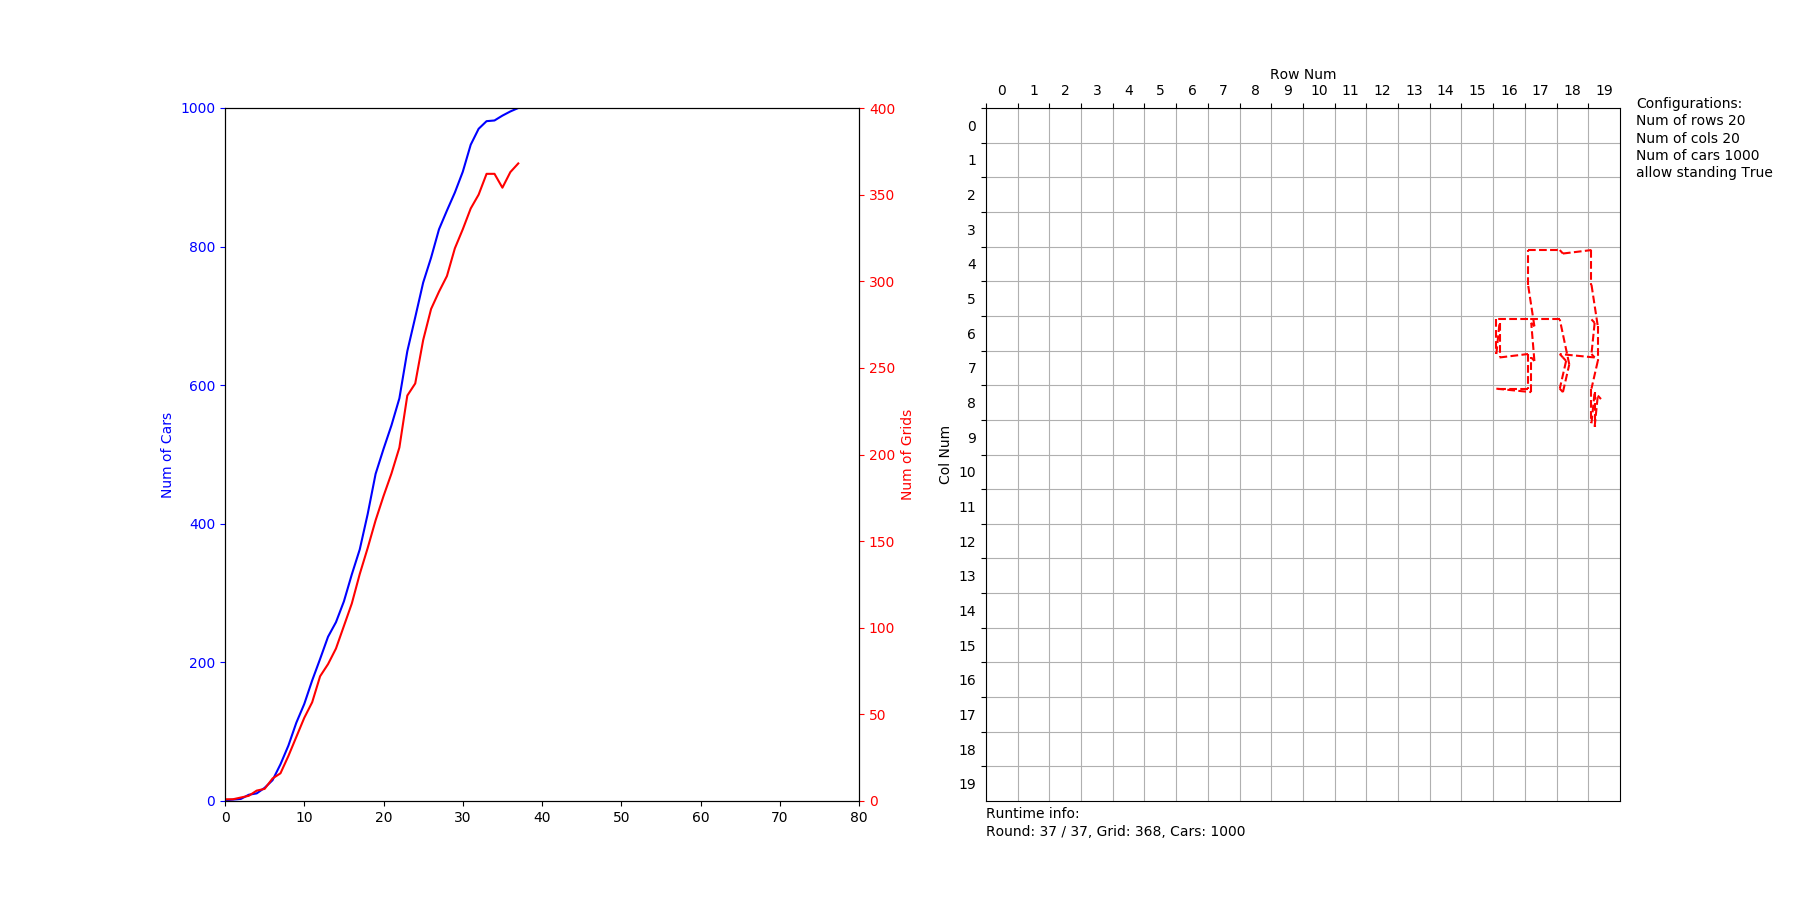 Row Num
0 1 2 3 4 5 6 7 8 9 10 11 12 13 14 15 16 17 18 19
Configurations:
Num of rows 20
Num of cols 20
Num of cars 1000
allow standing True
1000
800
600
400
200
0
Num of Cars
0 10 20 30 40 50 60 70 80
400
350
300
250
200
150
100
50
0
Num of Grids
Col Num
0
1
2
3
4
5
6
7
8
9
10
11
12
13
14
15
16
17
18
19
Runtime info:
Round: 37 / 37, Grid: 368, Cars: 1000